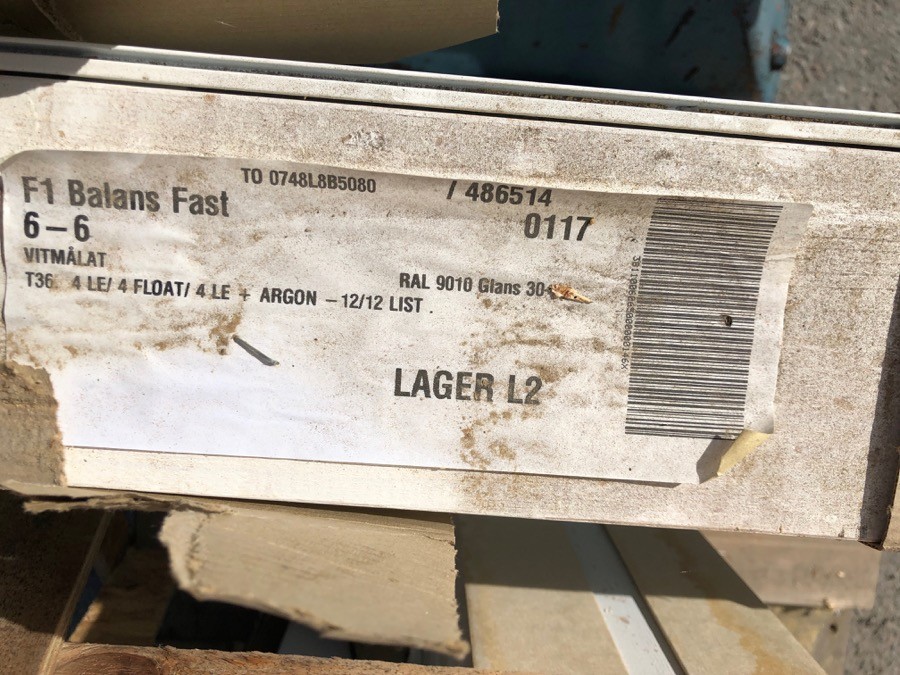 F1 Balans Fast
TO 0748L8B5080
/ 486514
6-6
0117
VITMÅLAT
T36. 4 LE/ 4 FLOAT/ 4 LE + ARGON -12/12 LIST .
RAL 9010 Glans 30
LAGER L2